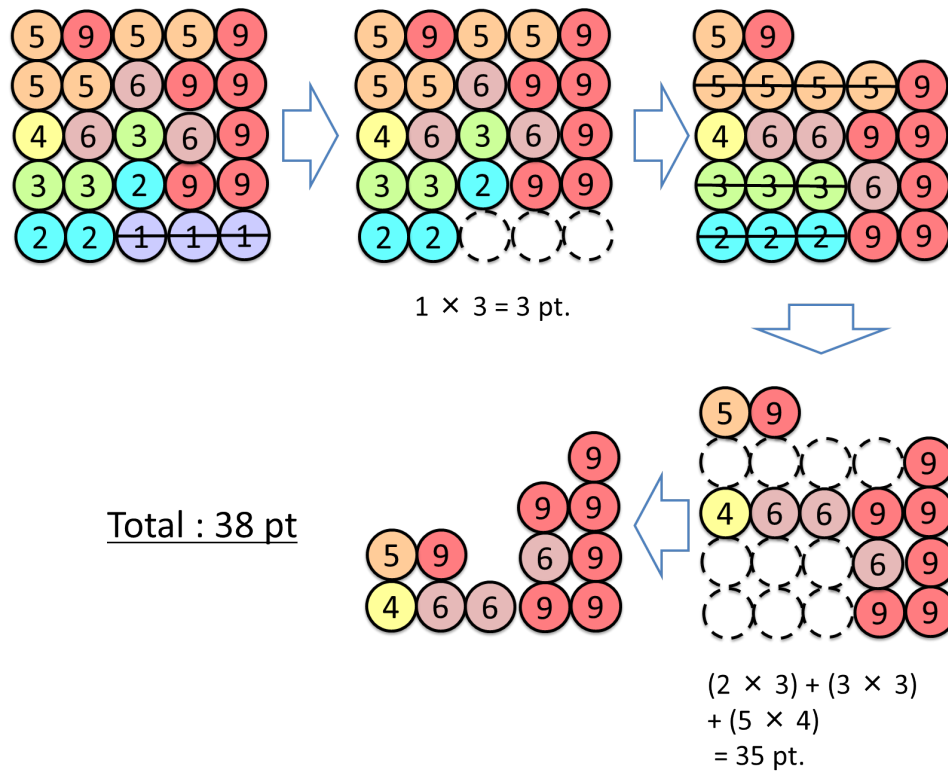 5 9 5 5 9
5 5 6 9 9
4 6 3 6 9
3 3 2 9 9
2 2 1 1 1
5 9 5 5 9
5 5 6 9 9
4 6 3 6 9
3 3 2 9 9
2 2
1 × 3 = 3 pt.
5 9
5 5 5 5 9
4 6 6 9 9
3 3 3 6 9
2 2 2 9 9
5 9
9
4 6 6 9 9
6 9
9 9
(2 × 3) + (3 × 3)
+ (5 × 4)
= 35 pt.
9
9 9
5 9 6 9
4 6 6 9 9
Total : 38 pt